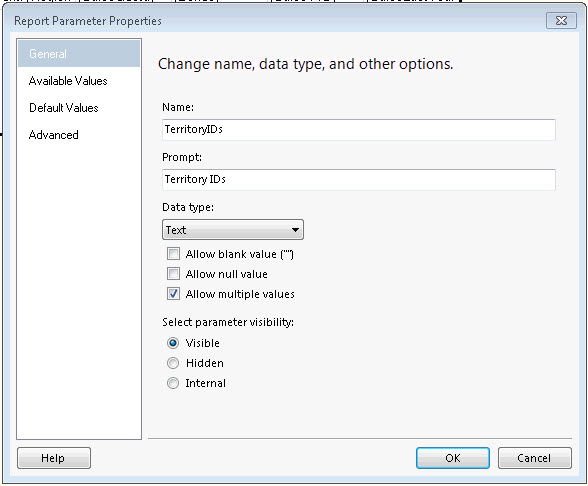 Report Parameter Properties
General
Available Values
Default Values
Advanced
Change name, data type, and other options.
Name:
TerritoryIDs
Prompt:
Territory IDs
Data type:
Text
Allow blank value ("")
Allow null value
Allow multiple values
Select parameter visibility:
Visible
Hidden
Internal
Help
OK
Cancel